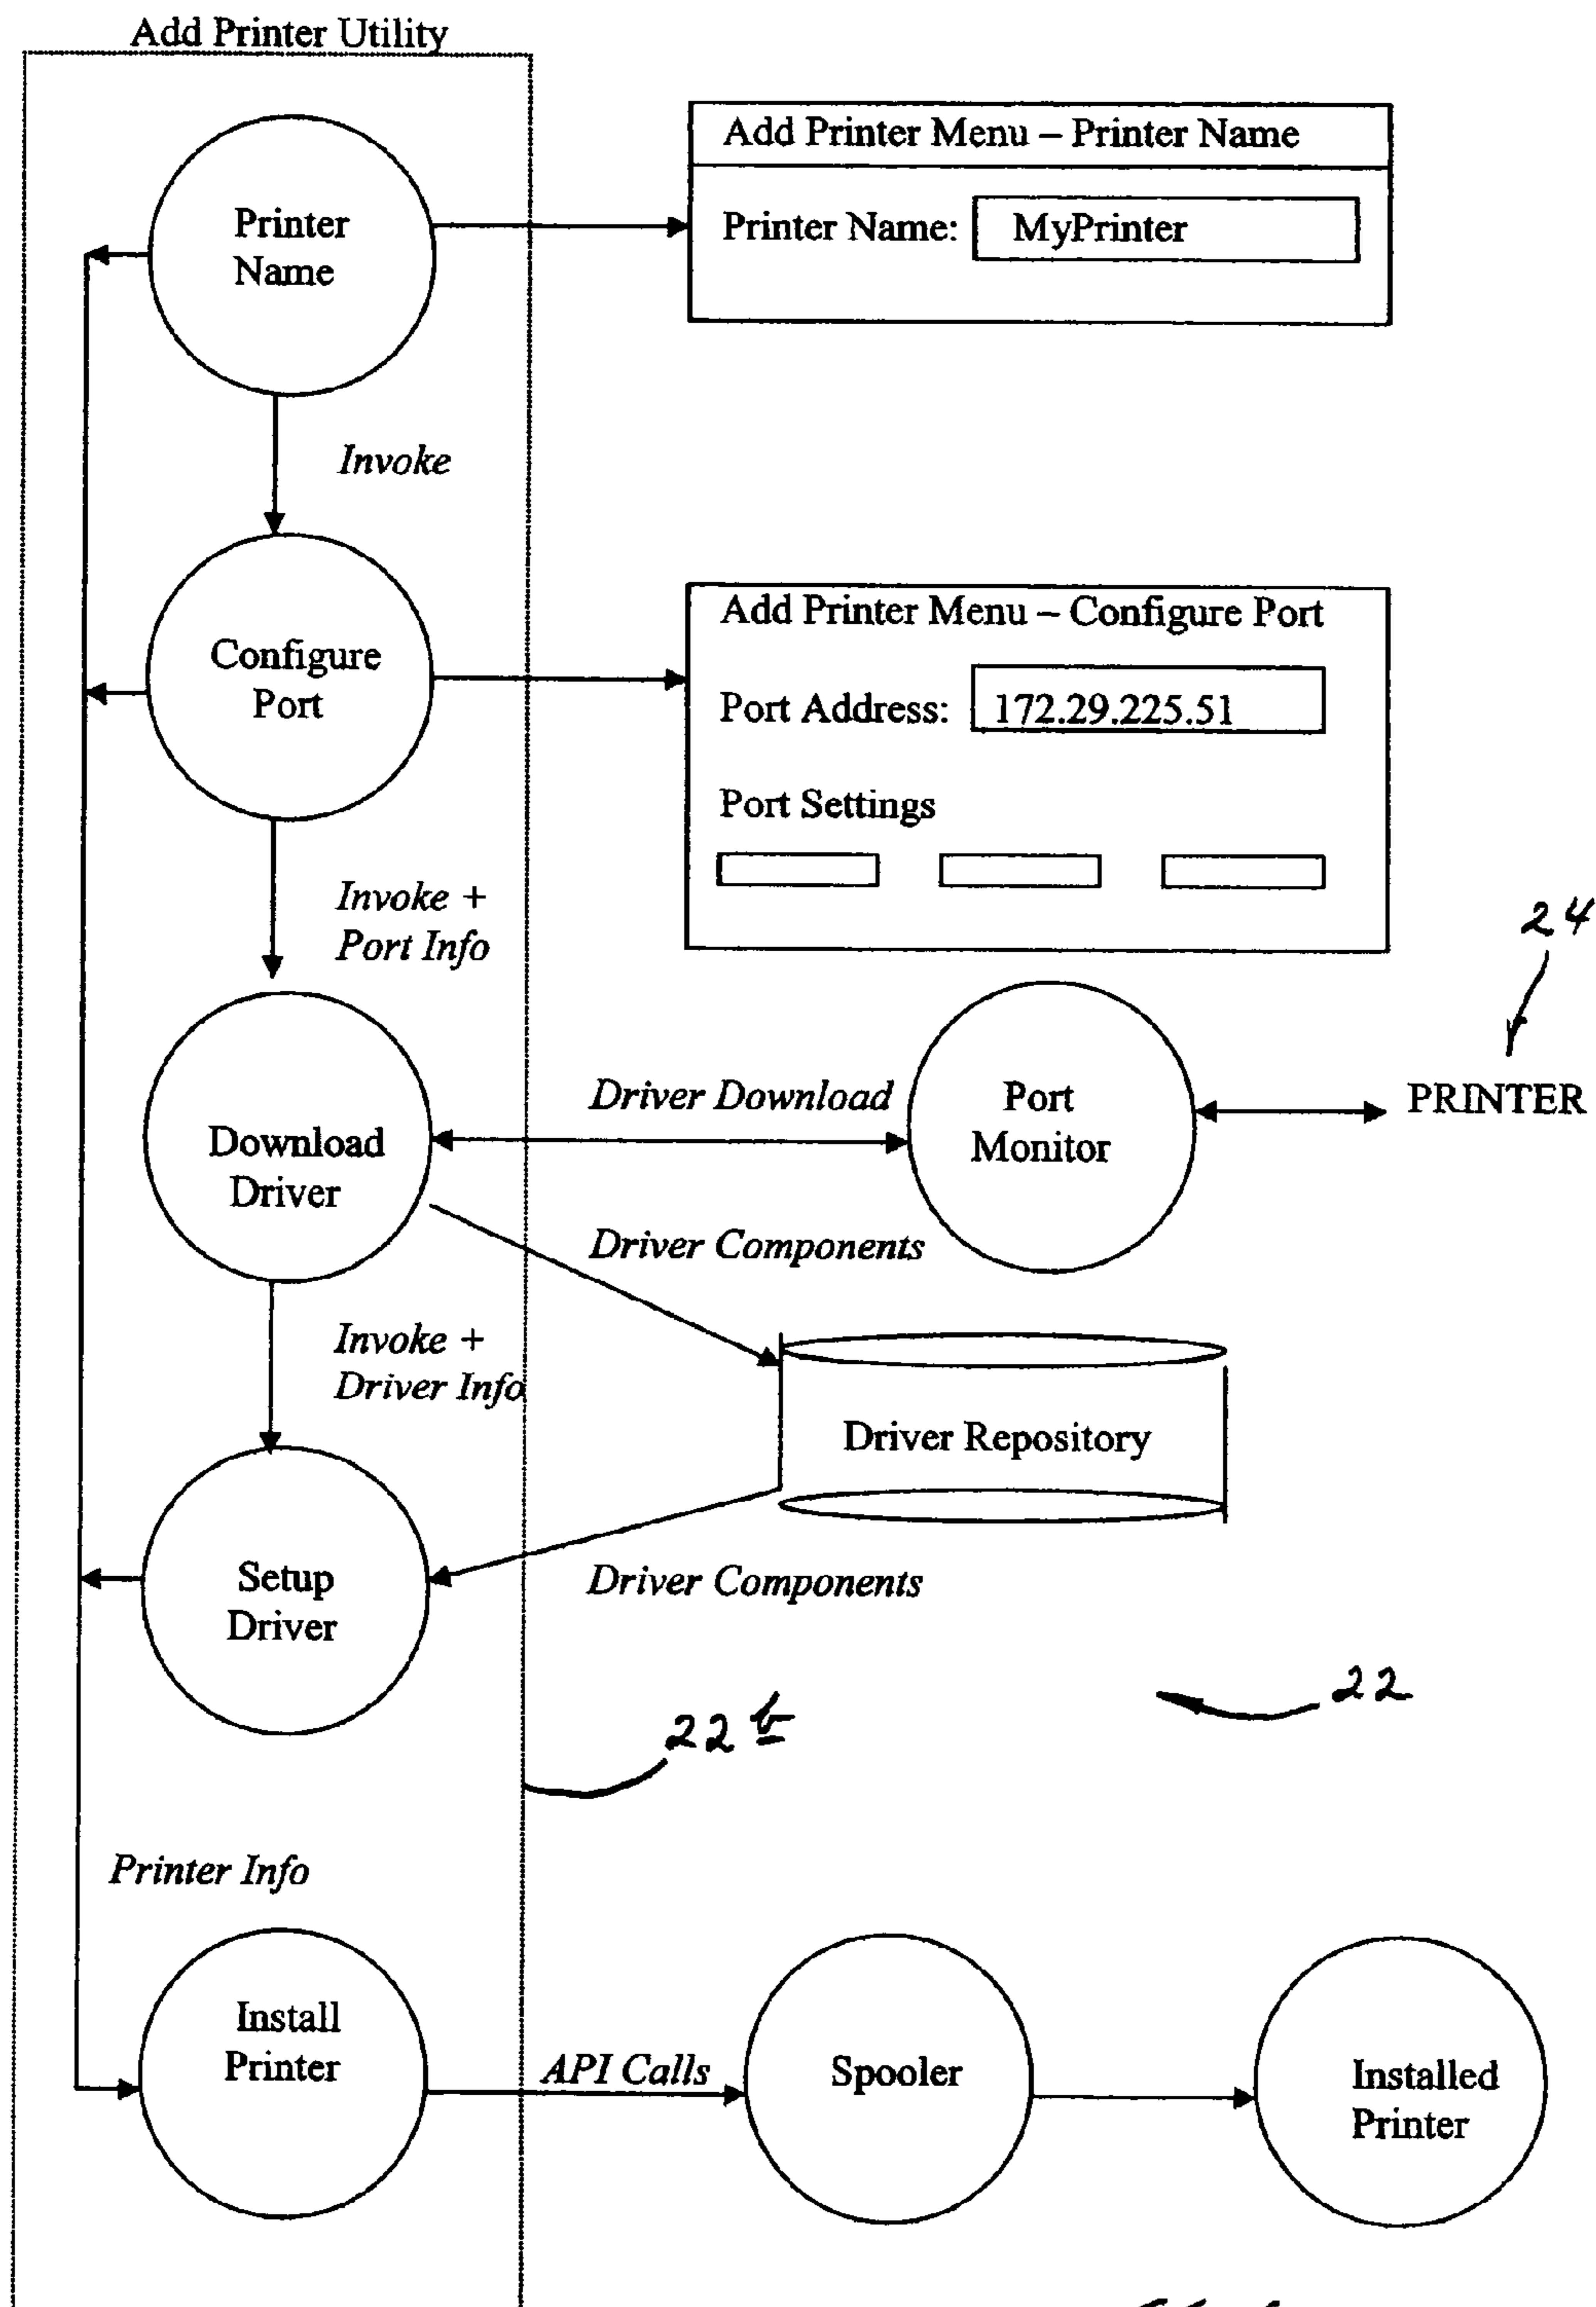 Add Printer Utility
Add Printer Menu – Printer Name
Printer Name:
MyPrinter
Printer
Name
Invoke
Add Printer Menu – Configure Port
Configure
Port
Port Address:
172.29.225.51
Port Settings
Invoke +
Port Info
24
Download
Driver
Driver Download
Port
Monitor
PRINTER
Driver Components
Invoke +
Driver Info
Driver Repository
Setup
Driver
Driver Components
22
22b
Printer Info
Install
Printer
API Calls
Spooler
Installed
Printer